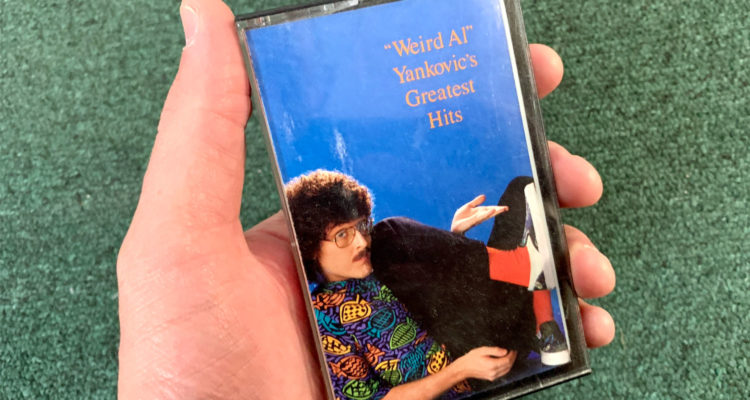 "Weird Al"
Yankovic's
Greatest
Hits